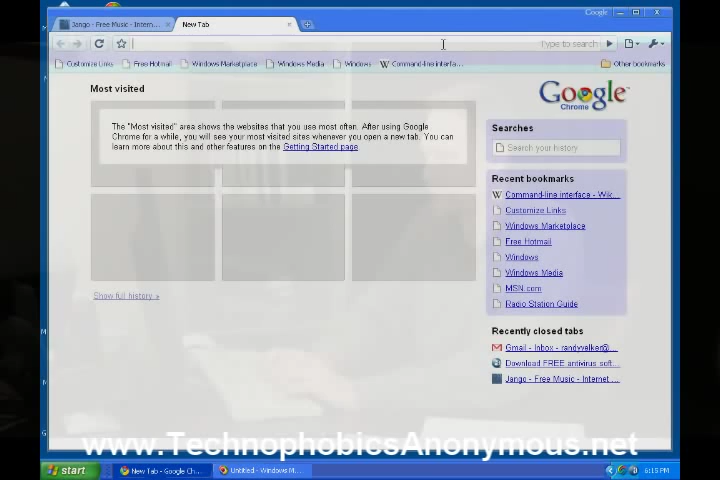 Google
Jango - Free Music - Intern...
New Tab
Type to search
Customize Links
Free Hotmail
Windows Marketplace
Windows Media
Windows
W Command-line interfa...
Other bookmarks
Most visited
The "Most visited" area shows the websites that you use most often. After using Google
Chrome for a while, you will see your most visited sites whenever you open a new tab. You can
learn more about this and other features on the Getting Started page.
Show full history »
Google™
Chrome
Searches
Search your history
Recent bookmarks
W Command-line interface - Wik...
Customize Links
Windows Marketplace
Free Hotmail
Windows
Windows Media
MSN.com
Radio Station Guide
Recently closed tabs
Gmail - Inbox - randyvelker@...
Download FREE antivirus soft...
Jango - Free Music - Internet ...
www.TechnophobicsAnonymous.net
start
New Tab - Google Ch...
Untitled - Windows M...
6:15 PM